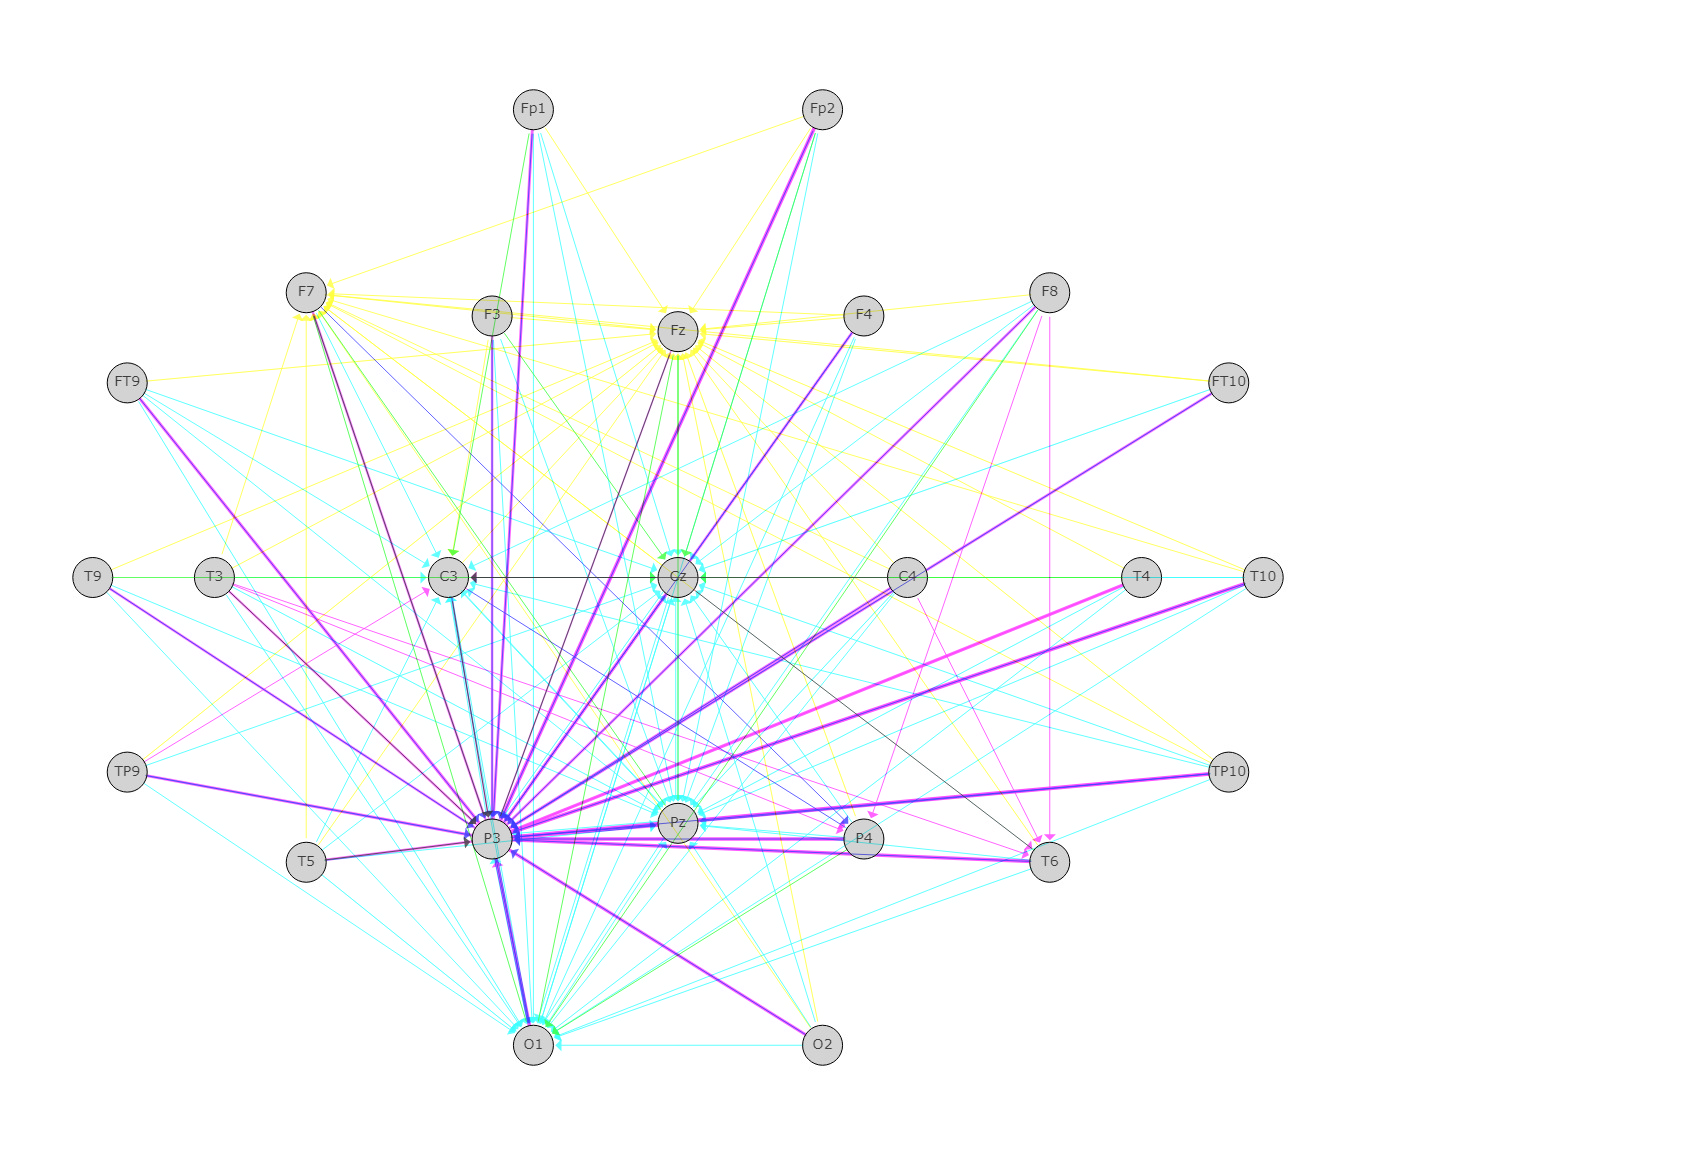 Fp1 Fp2
F7 F3 Fz F4 F8
FT9 FT10
T9 T3 C3 Cz C4 T4 T10
TP9 TP10
T5 P3 Pz P4 T6
O1 O2